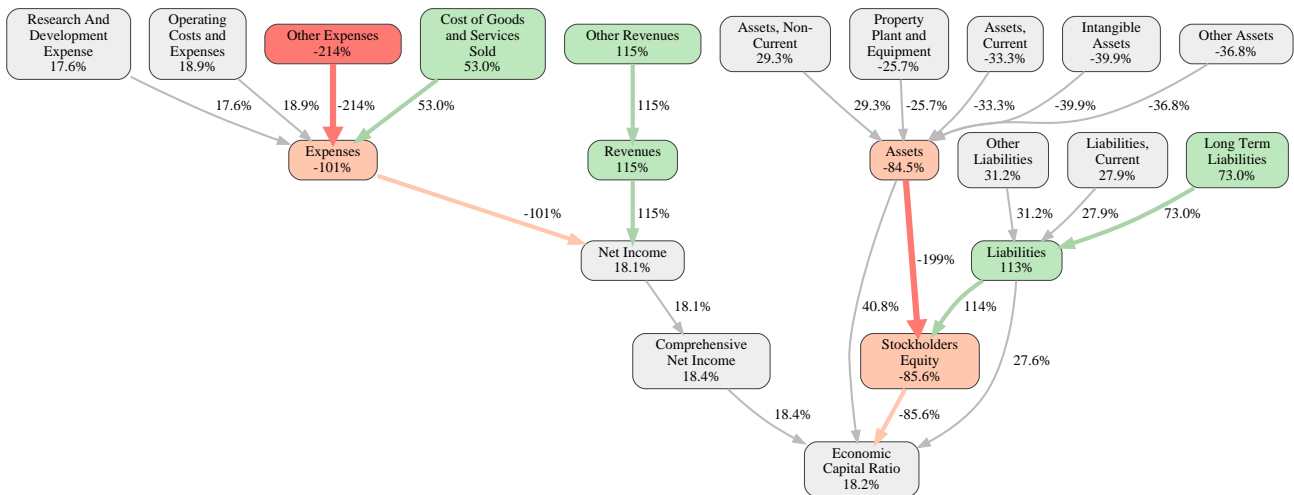 Research And
Development
Expense
17.6%
Operating
Costs and
Expenses
18.9%
Other Expenses
-214%
Cost of Goods
and Services
Sold
53.0%
Other Revenues
115%
Assets, Non-
Current
29.3%
Property
Plant and
Equipment
-25.7%
Assets,
Current
-33.3%
Intangible
Assets
-39.9%
Other Assets
-36.8%
17.6%
18.9%
-214%
53.0%
115%
29.3%
-25.7%
-33.3%
-39.9%
-36.8%
Expenses
-101%
Revenues
115%
Assets
-84.5%
Other
Liabilities
31.2%
Liabilities,
Current
27.9%
Long Term
Liabilities
73.0%
-101%
115%
31.2%
27.9%
73.0%
Net Income
18.1%
-199%
Liabilities
113%
18.1%
40.8%
114%
Comprehensive
Net Income
18.4%
Stockholders
Equity
-85.6%
27.6%
18.4%
-85.6%
Economic
Capital Ratio
18.2%